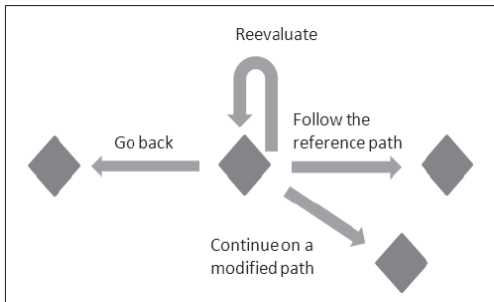 Reevaluate
Go back
Follow the
reference path
Continue on a
modified path